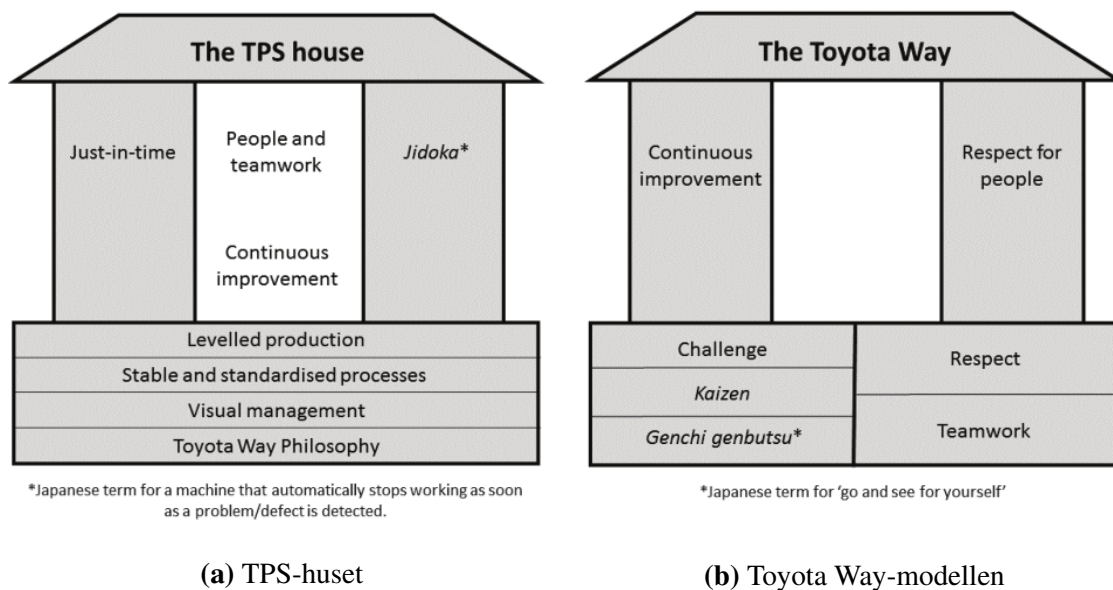 The TPS house
Just-in-time
People and
teamwork
Jidoka*
Continuous
improvement
Levelled production
Stable and standardised processes
Visual management
Toyota Way Philosophy
*Japanese term for a machine that automatically stops working as soon
as a problem/defect is detected.
(a) TPS-huset
The Toyota Way
Continuous
improvement
Respect for
people
Challenge
Kaizen
Genchi genbutsu*
Respect
Teamwork
*Japanese term for ‘go and see for yourself’
(b) Toyota Way-modellen